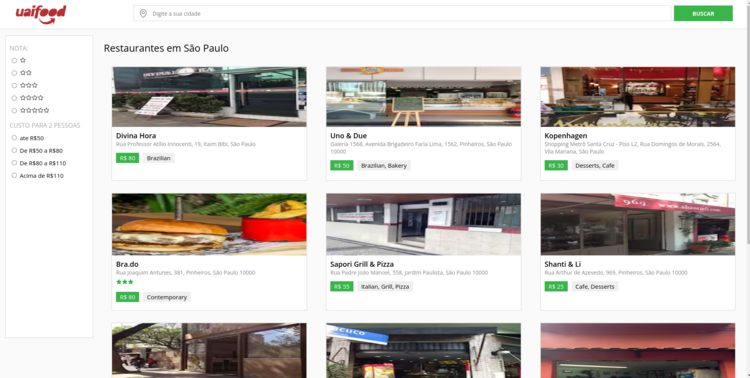 uaifood
Digite a sua cidade
BUSCAR
NOTA:
CUSTO PARA 2 PESSOAS
ate R$50
De R$50 a R$80
De R$80 a R$110
Acima de R$110
Restaurantes em São Paulo
Divina Hora
Rua Professor Atílio Innocenti, 19, Itaim Bibi, São Paulo
R$ 80
Brazilian
Uno & Due
Galeria 1568, Avenida Brigadeiro Faria Lima, 1562, Pinheiros, São Paulo
10000
R$ 50
Brazilian, Bakery
Kopenhagen
Shopping Metrô Santa Cruz - Piso L2, Rua Domingos de Morais, 2564,
Vila Mariana, São Paulo
R$ 30
Desserts, Cafe
Bra.do
Rua Joaquim Antunes, 381, Pinheiros, São Paulo 10000
R$ 80
Contemporary
Sapori Grill & Pizza
Rua Padre João Manoel, 558, Jardim Paulista, São Paulo 10000
R$ 55
Italian, Grill, Pizza
969
Shanti & Li
Rua Arthur de Azevedo, 969, Pinheiros, São Paulo 10000
R$ 25
Cafe, Desserts